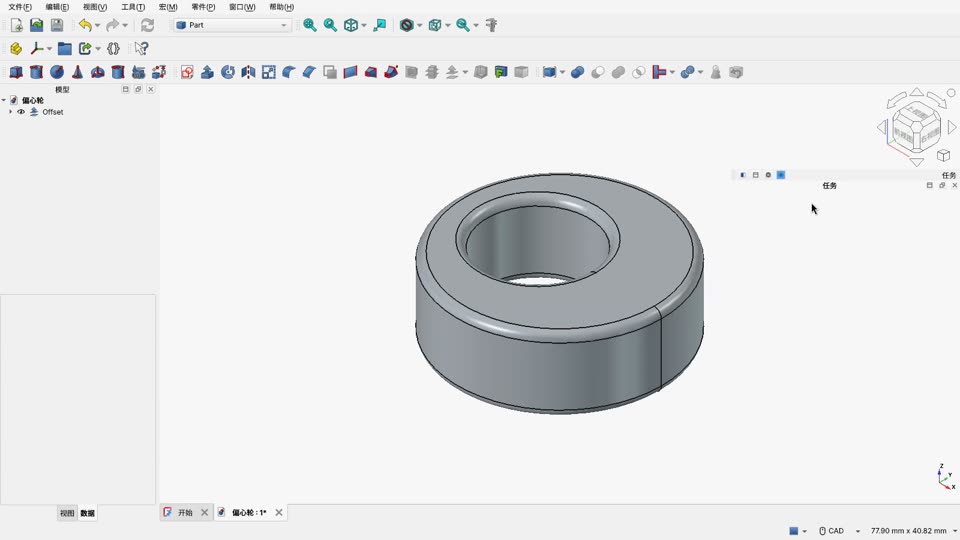 文件(F) 编辑(E) 视图(V) 工具(T) 宏(M) 零件(P) 窗口(W) 帮助(H)
Part
模型
偏心轮
Offset
任务
任务
Z
Y
X
视图 数据
开始 偏心轮 : 1*
CAD 77.90 mm x 40.82 mm